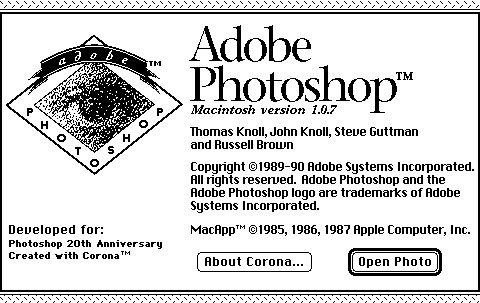 adobe™
PHOTOSHOP
Adobe
Photoshop™
Macintosh version 1.0.7
Thomas Knoll, John Knoll, Steve Guttman
and Russell Brown
Copyright ©1989-90 Adobe Systems Incorporated.
All rights reserved. Adobe Photoshop and the
Adobe Photoshop logo are trademarks of Adobe
Systems Incorporated.
Developed for:
Photoshop 20th Anniversary
Created with Corona™
MacApp™ ©1985, 1986, 1987 Apple Computer, Inc.
About Corona...
Open Photo